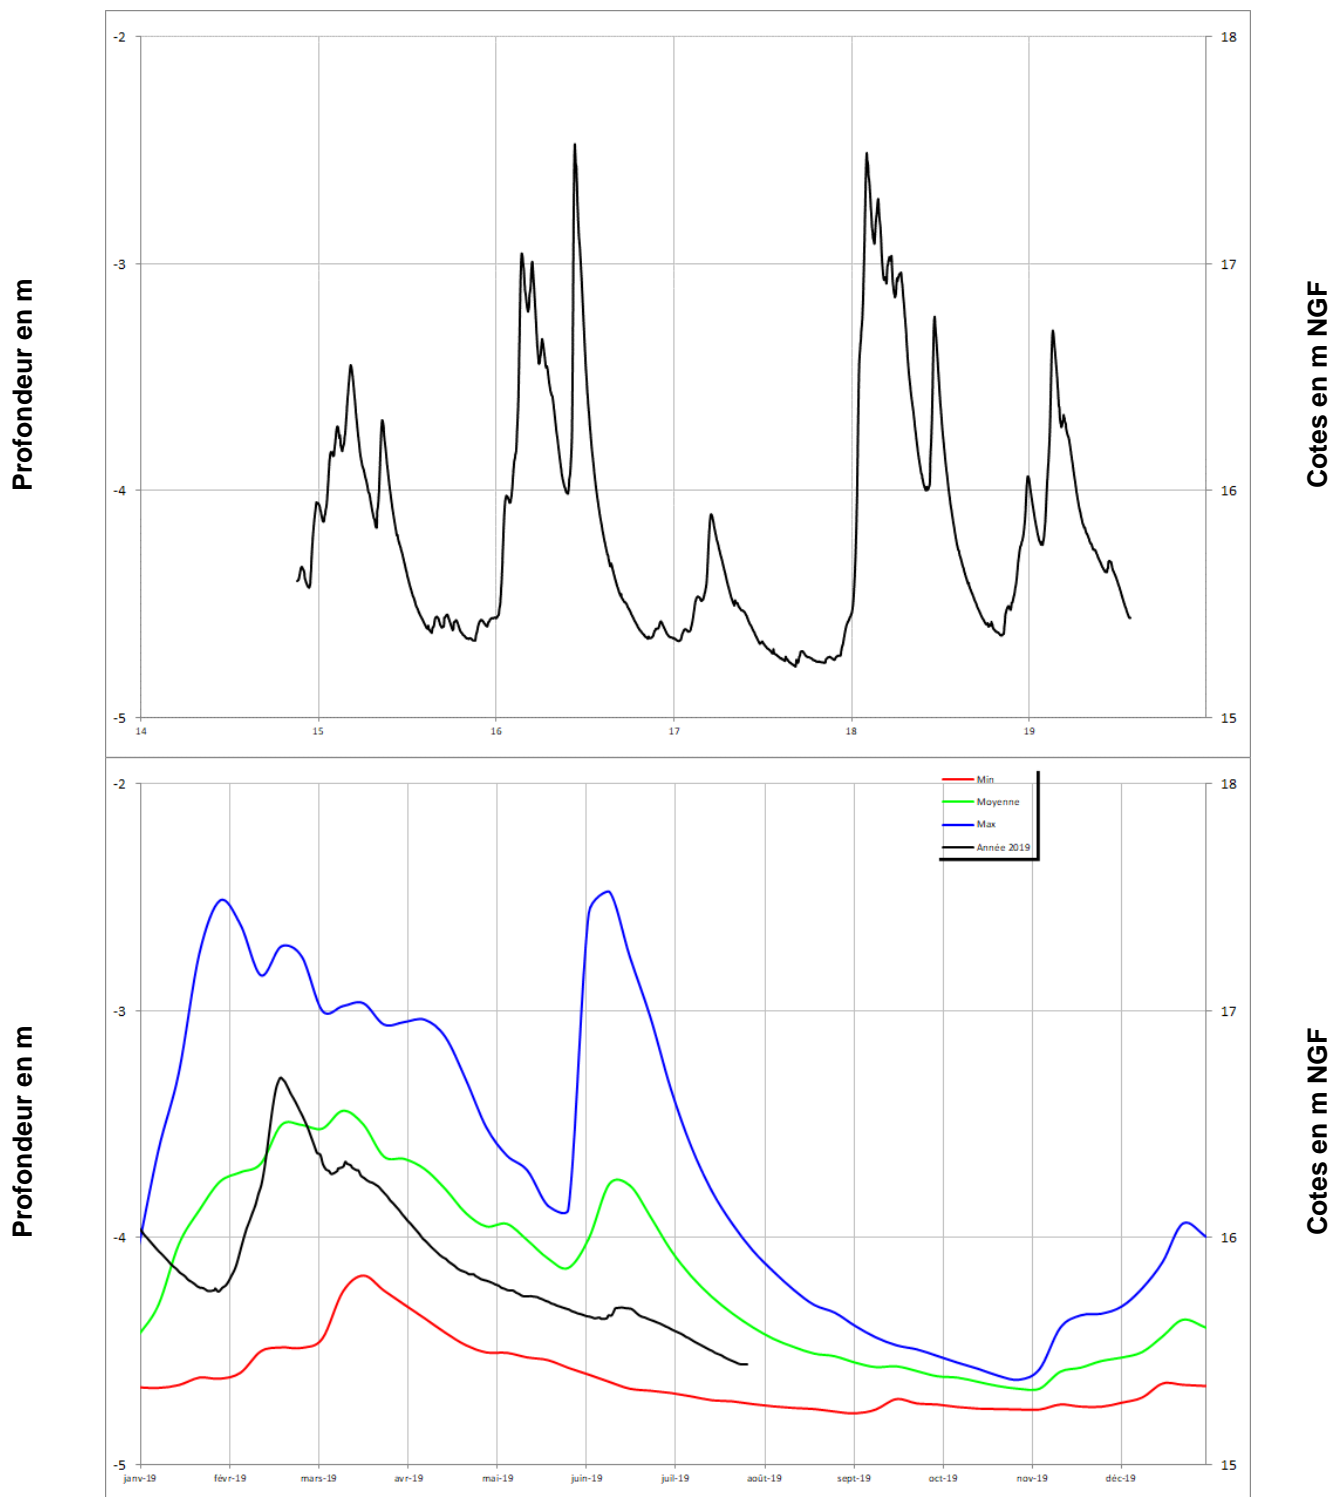 -2
18
-3
17
Profondeur en m
Cotes en m NGF
-4
16
-5
15
14
15
16
17
18
19
-2
18
Min
Moyenne
Max
Année 2019
-3
17
Profondeur en m
Cotes en m NGF
-4
16
-5
15
janv-19
févr-19
mars-19
avr-19
mai-19
juin-19
juil-19
août-19
sept-19
oct-19
nov-19
déc-19